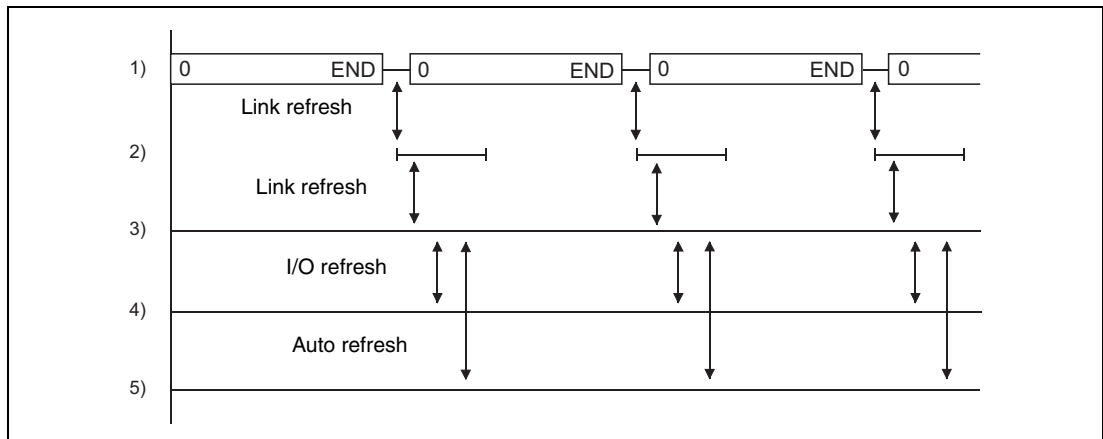 1) 0 END 0 END 0 END 0
Link refresh
2)
Link refresh
3)
I/O refresh
4)
Auto refresh
5)